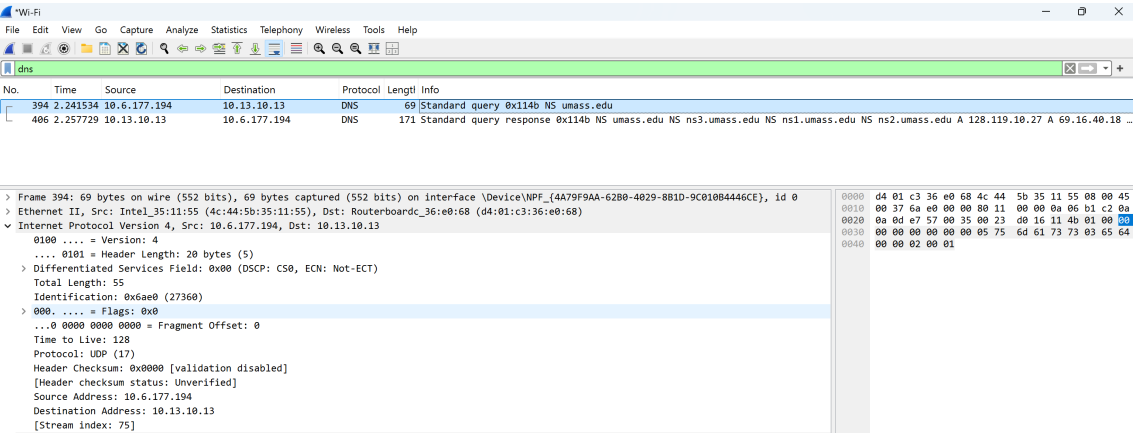 *Wi-Fi
File Edit View Go Capture Analyze Statistics Telephony Wireless Tools Help
dns
No. Time Source Destination Protocol Lengtl Info
394 2.241534 10.6.177.194 10.13.10.13 DNS 69 Standard query 0x114b NS umass.edu
406 2.257729 10.13.10.13 10.6.177.194 DNS 171 Standard query response 0x114b NS umass.edu NS ns3.umass.edu NS ns1.umass.edu NS ns2.umass.edu A 128.119.10.27 A 69.16.40.18 …
Frame 394: 69 bytes on wire (552 bits), 69 bytes captured (552 bits) on interface \Device\NPF_{4A79F9AA-62B0-4029-8B1D-9C010B4446CE}, id 0
Ethernet II, Src: Intel_35:11:55 (4c:44:5b:35:11:55), Dst: Routerboardc_36:e0:68 (d4:01:c3:36:e0:68)
Internet Protocol Version 4, Src: 10.6.177.194, Dst: 10.13.10.13
0100 .... = Version: 4
.... 0101 = Header Length: 20 bytes (5)
Differentiated Services Field: 0x00 (DSCP: CS0, ECN: Not-ECT)
Total Length: 55
Identification: 0x6ae0 (27360)
000. .... = Flags: 0x0
...0 0000 0000 0000 = Fragment Offset: 0
Time to Live: 128
Protocol: UDP (17)
Header Checksum: 0x0000 [validation disabled]
[Header checksum status: Unverified]
Source Address: 10.6.177.194
Destination Address: 10.13.10.13
[Stream index: 75]
0000 d4 01 c3 36 e0 68 4c 44 5b 35 11 55 08 00 45
0010 00 37 6a e0 00 00 80 11 00 00 0a 06 b1 c2 0a
0020 0a 0d e7 57 00 35 00 23 d0 16 11 4b 01 00 00
0030 00 00 00 00 00 00 05 75 6d 61 73 73 03 65 64
0040 00 00 02 00 01